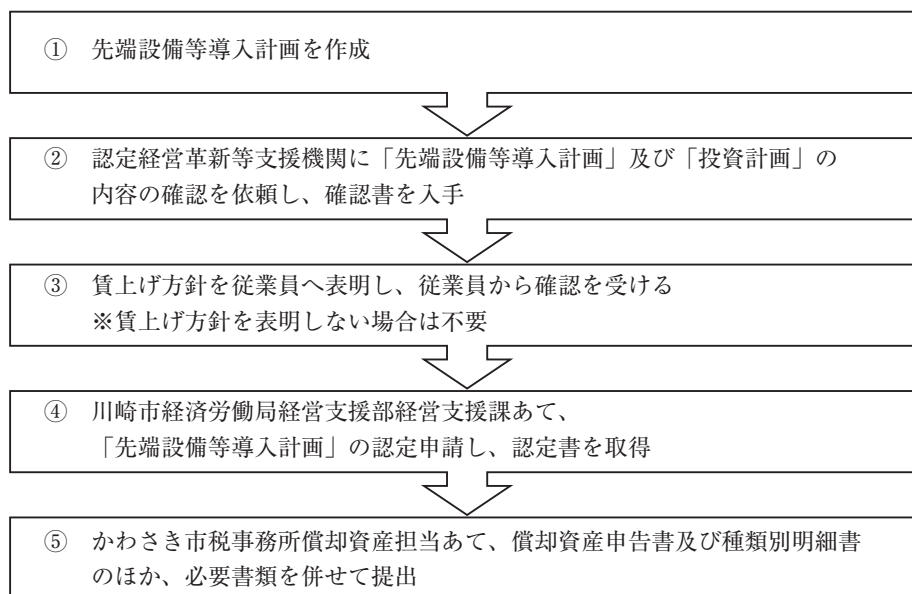 ① 先端設備等導入計画を作成
② 認定経営革新等支援機関に「先端設備等導入計画」及び「投資計画」の
内容の確認を依頼し、確認書を入手
③ 賃上げ方針を従業員へ表明し、従業員から確認を受ける
※賃上げ方針を表明しない場合は不要
④ 川崎市経済労働局経営支援部経営支援課あて、
「先端設備等導入計画」の認定申請し、認定書を取得
⑤ かわさき市税事務所償却資産担当あて、償却資産申告書及び種類別明細書
のほか、必要書類を併せて提出